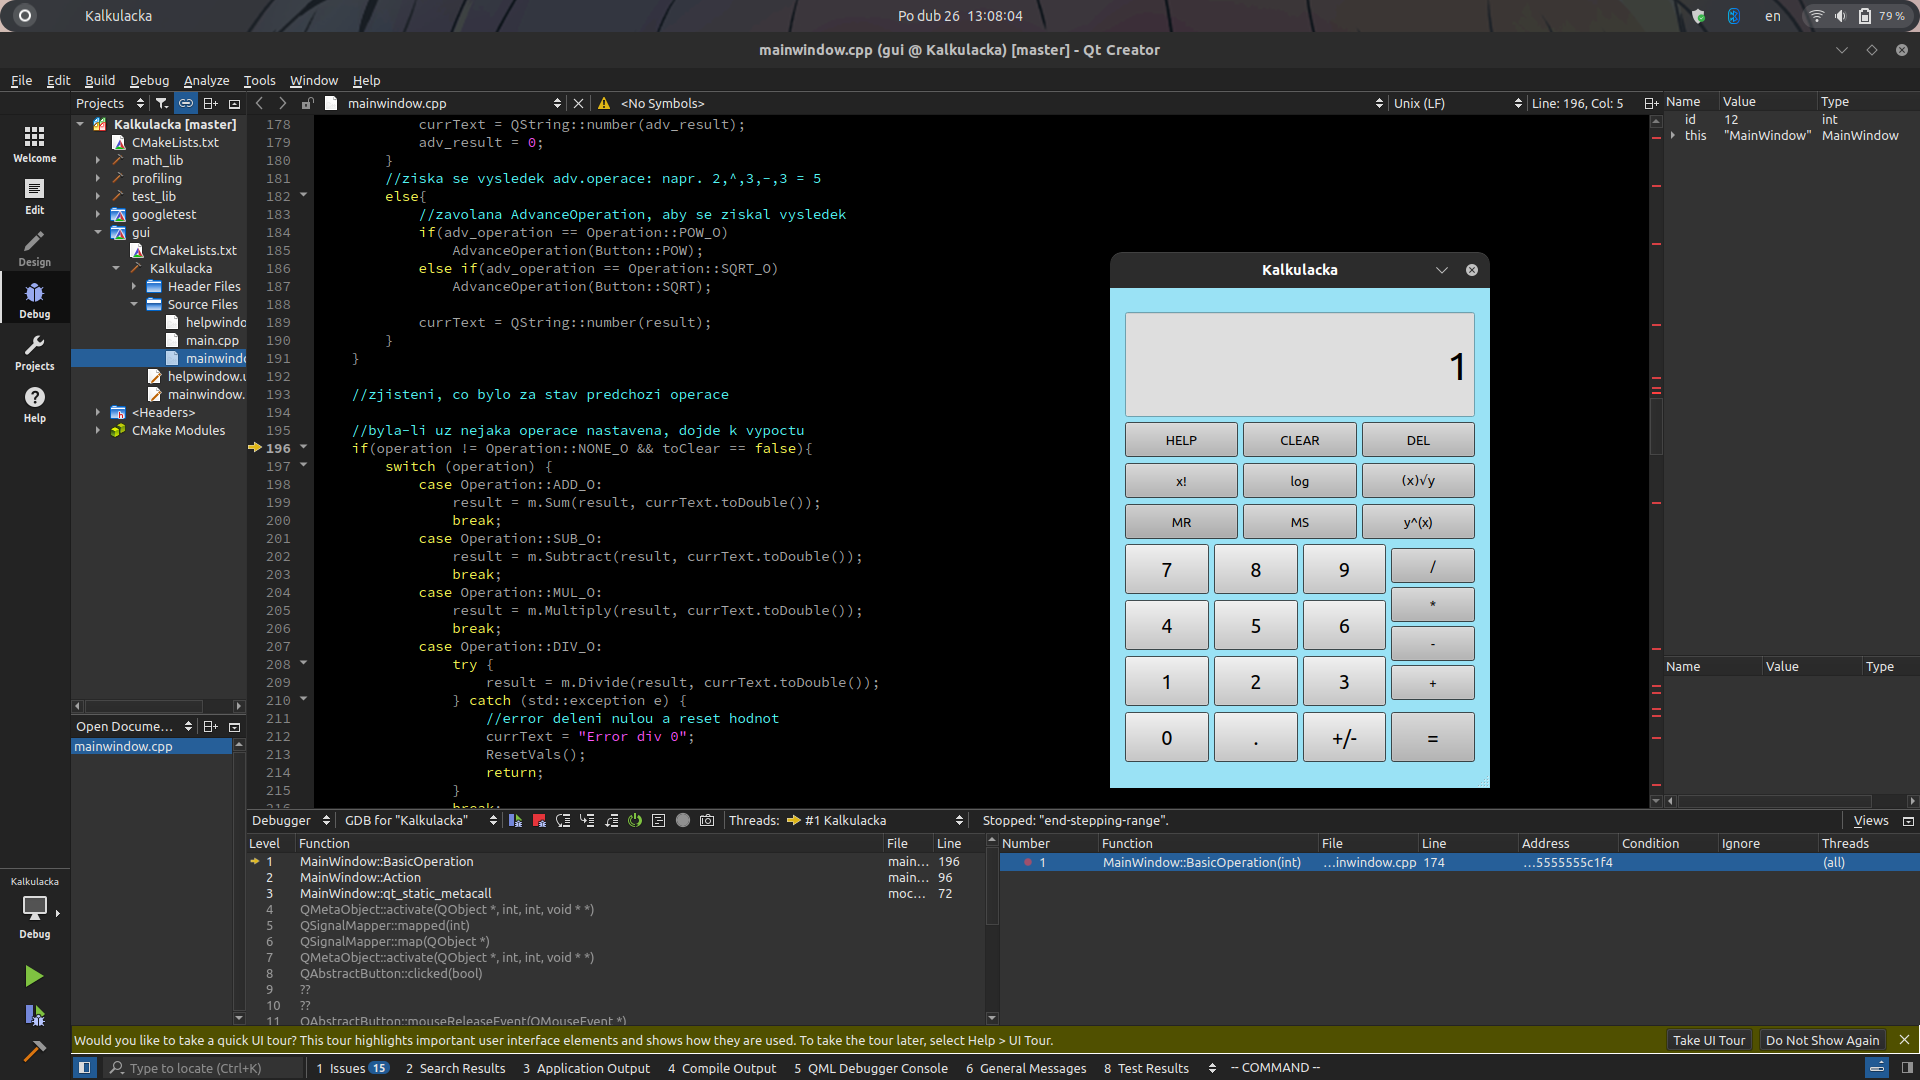 Kalkulacka
Po dub 26 13:08:04
en
79 %
mainwindow.cpp (gui @ Kalkulacka) [master] - Qt Creator
File Edit Build Debug Analyze Tools Window Help
Projects
mainwindow.cpp
<No Symbols>
Unix (LF)
Line: 196, Col: 5
Welcome
Edit
Design
Debug
Projects
Help
Kalkulacka [master]
CMakeLists.txt
math_lib
profiling
test_lib
googletest
gui
CMakeLists.txt
Kalkulacka
Header Files
Source Files
helpwindo
main.cpp
mainwindo
helpwindow.u
mainwindow.
<Headers>
CMake Modules
Open Docume...
mainwindow.cpp
178 currText = QString::number(adv_result);
179 adv_result = 0;
180 }
181 //ziska se vysledek adv.operace: napr. 2,^,3,-,3 = 5
182 else{
183 //zavolana AdvanceOperation, aby se ziskal vysledek
184 if(adv_operation == Operation::POW_O)
185 AdvanceOperation(Button::POW);
186 else if(adv_operation == Operation::SQRT_O)
187 AdvanceOperation(Button::SQRT);
188
189 currText = QString::number(result);
190 }
191 }
192
193 //zjisteni, co bylo za stav predchozi operace
194
195 //byla-li uz nejaka operace nastavena, dojde k vypoctu
196 if(operation != Operation::NONE_O && toClear == false){
197 switch (operation) {
198 case Operation::ADD_O:
199 result = m.Sum(result, currText.toDouble());
200 break;
201 case Operation::SUB_O:
202 result = m.Subtract(result, currText.toDouble());
203 break;
204 case Operation::MUL_O:
205 result = m.Multiply(result, currText.toDouble());
206 break;
207 case Operation::DIV_O:
208 try {
209 result = m.Divide(result, currText.toDouble());
210 } catch (std::exception e) {
211 //error deleni nulou a reset hodnot
212 currText = "Error div 0";
213 ResetVals();
214 return;
215 }
216 break;
Kalkulacka
1
HELP CLEAR DEL
x! log (x)√y
MR MS y^(x)
7 8 9 /
*
4 5 6 -
1 2 3 +
0 . +/- =
Name Value Type
id 12 int
this "MainWindow" MainWindow
Name Value Type
Debugger
GDB for "Kalkulacka"
Threads:
#1 Kalkulacka
Stopped: "end-stepping-range".
Views
Level Function File Line
1 MainWindow::BasicOperation main... 196
2 MainWindow::Action main... 96
3 MainWindow::qt_static_metacall moc... 72
4 QMetaObject::activate(QObject *, int, int, void * *)
5 QSignalMapper::mapped(int)
6 QSignalMapper::map(QObject *)
7 QMetaObject::activate(QObject *, int, int, void * *)
8 QAbstractButton::clicked(bool)
9 ??
10 ??
11 QAbstractButton::mouseReleaseEvent(QMouseEvent *)
Number Function File Line Address Condition Ignore Threads
1 MainWindow::BasicOperation(int) ...inwindow.cpp 174 ...5555555c1f4 (all)
Kalkulacka
Debug
Would you like to take a quick UI tour? This tour highlights important user interface elements and shows how they are used. To take the tour later, select Help > UI Tour.
Take UI Tour
Do Not Show Again
Type to locate (Ctrl+K)
1 Issues 15
2 Search Results
3 Application Output
4 Compile Output
5 QML Debugger Console
6 General Messages
8 Test Results
-- COMMAND --